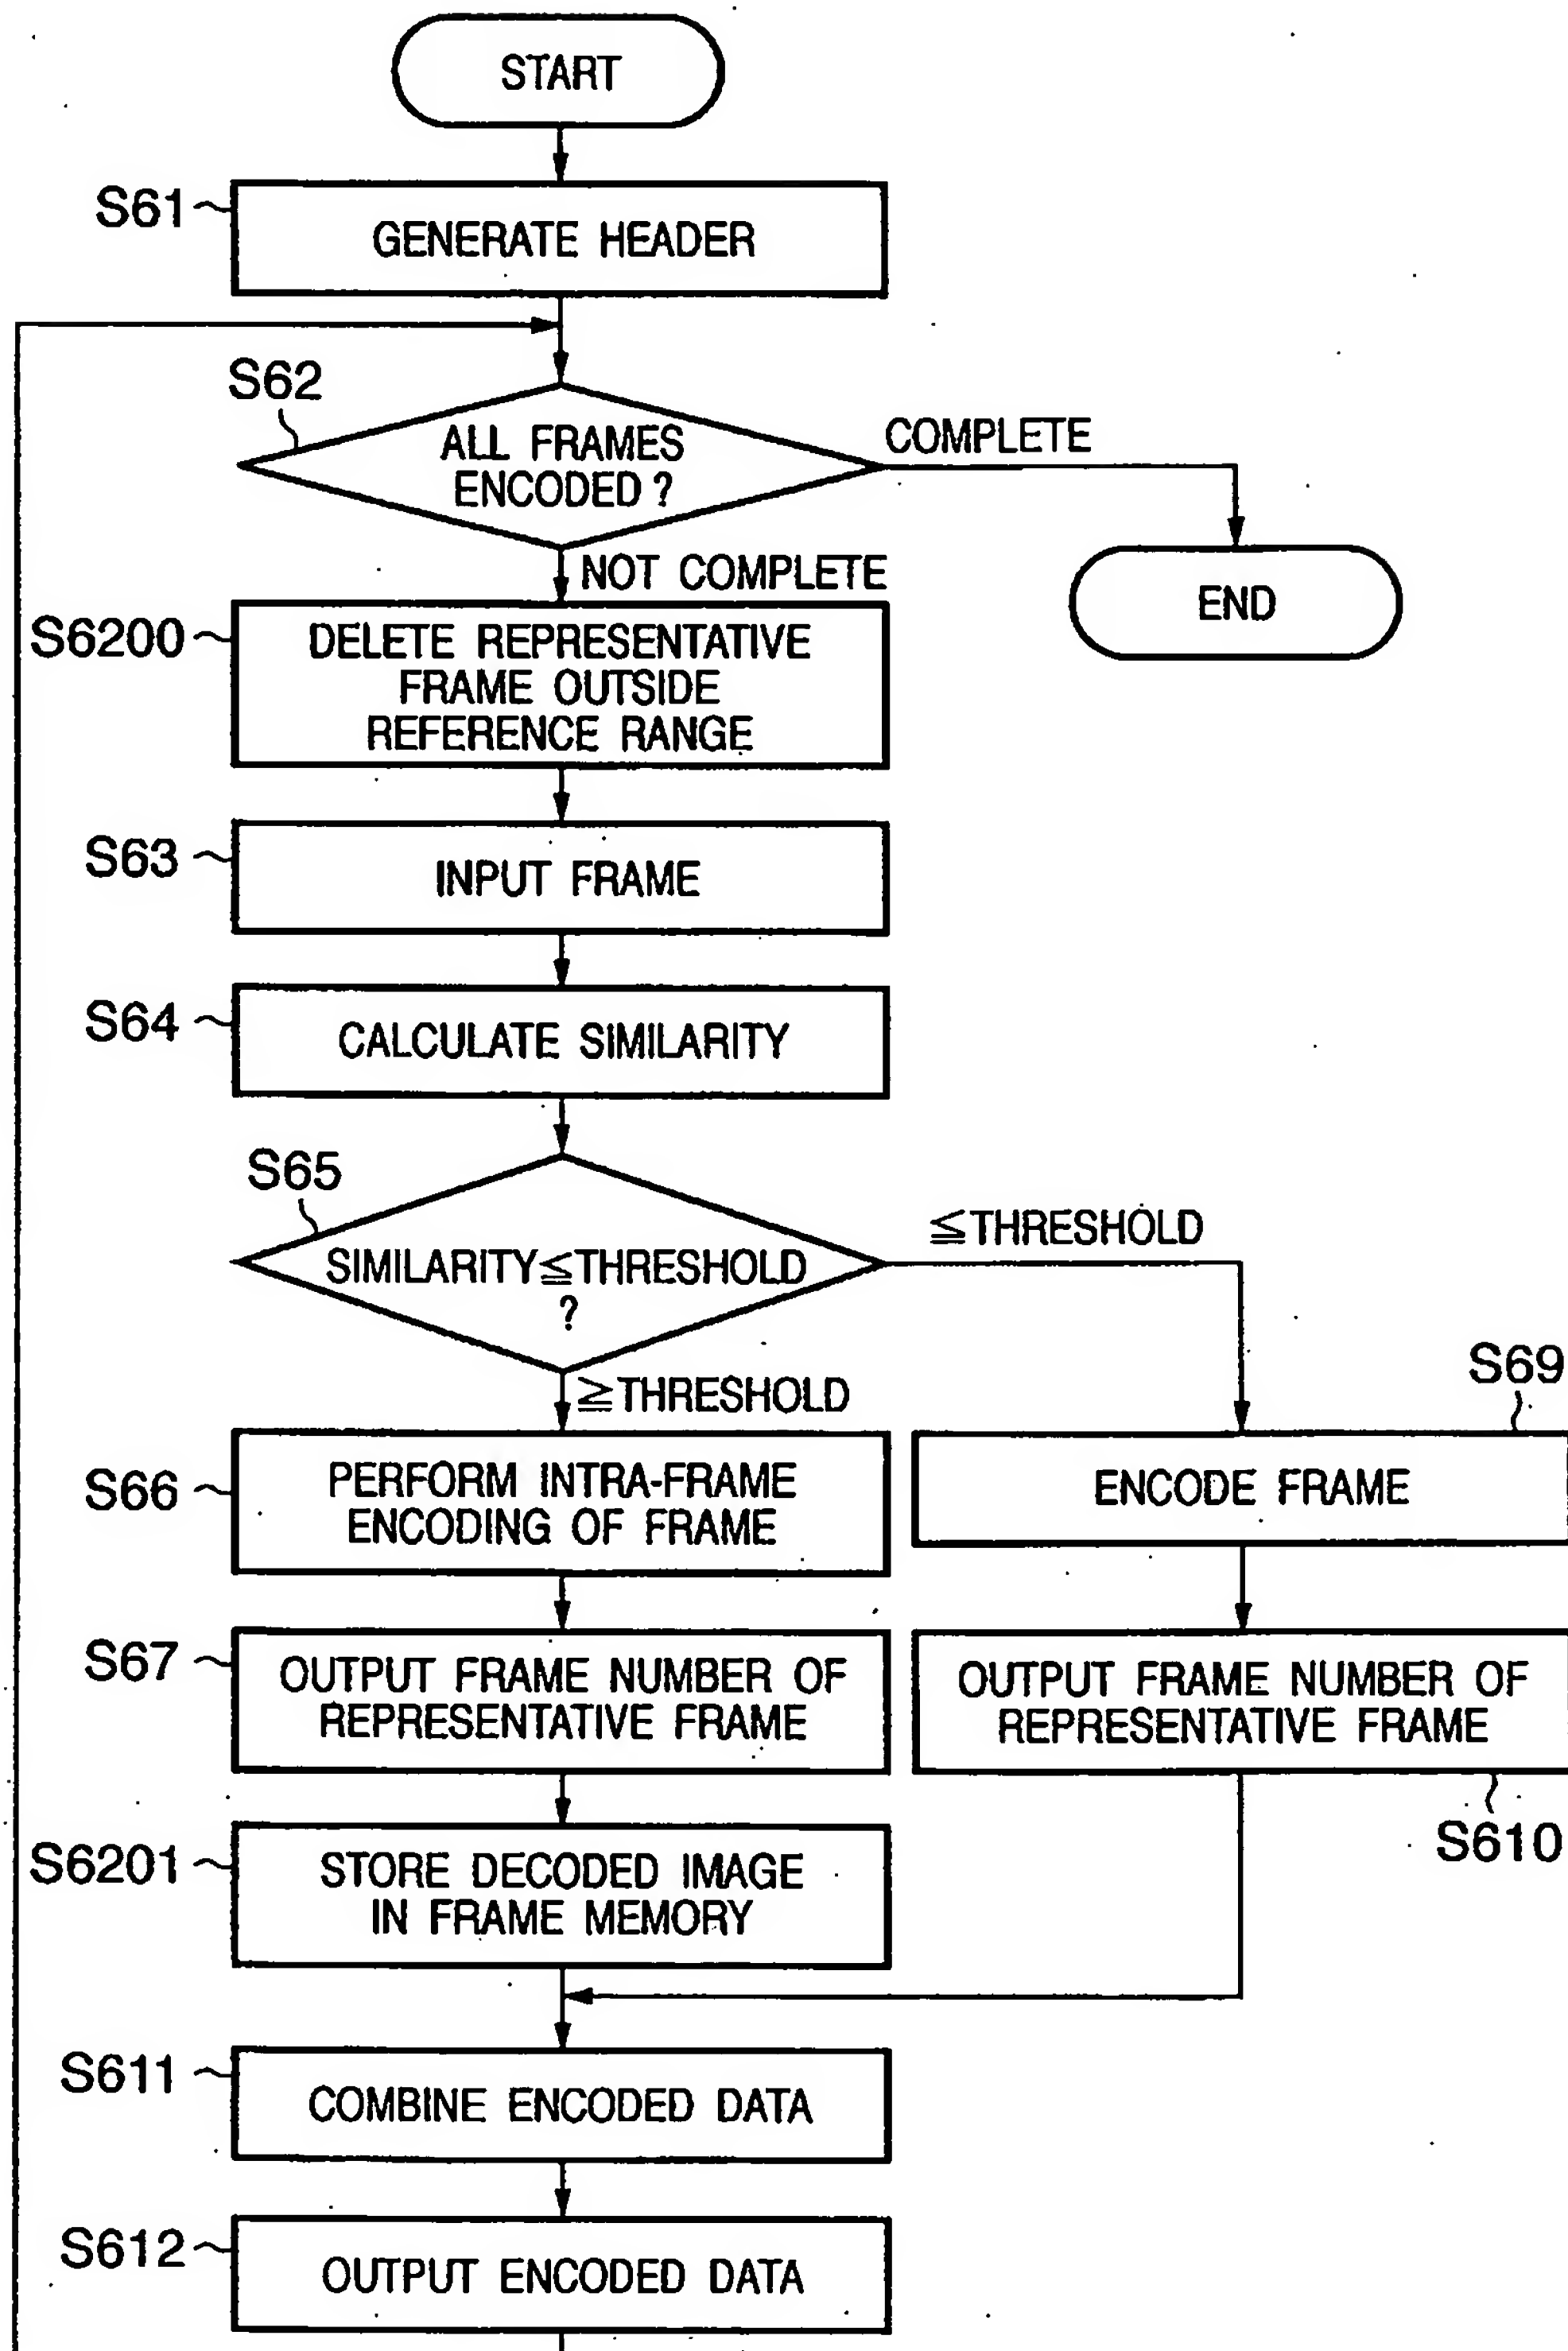 START
S61
GENERATE HEADER
S62
ALL FRAMES
ENCODED ?
COMPLETE
NOT COMPLETE
END
S6200
DELETE REPRESENTATIVE
FRAME OUTSIDE
REFERENCE RANGE
S63
INPUT FRAME
S64
CALCULATE SIMILARITY
S65
SIMILARITY≦THRESHOLD
?
≦THRESHOLD
≧THRESHOLD
S69
S66
PERFORM INTRA-FRAME
ENCODING OF FRAME
ENCODE FRAME
S67
OUTPUT FRAME NUMBER OF
REPRESENTATIVE FRAME
OUTPUT FRAME NUMBER OF
REPRESENTATIVE FRAME
S610
S6201
STORE DECODED IMAGE
IN FRAME MEMORY
S611
COMBINE ENCODED DATA
S612
OUTPUT ENCODED DATA